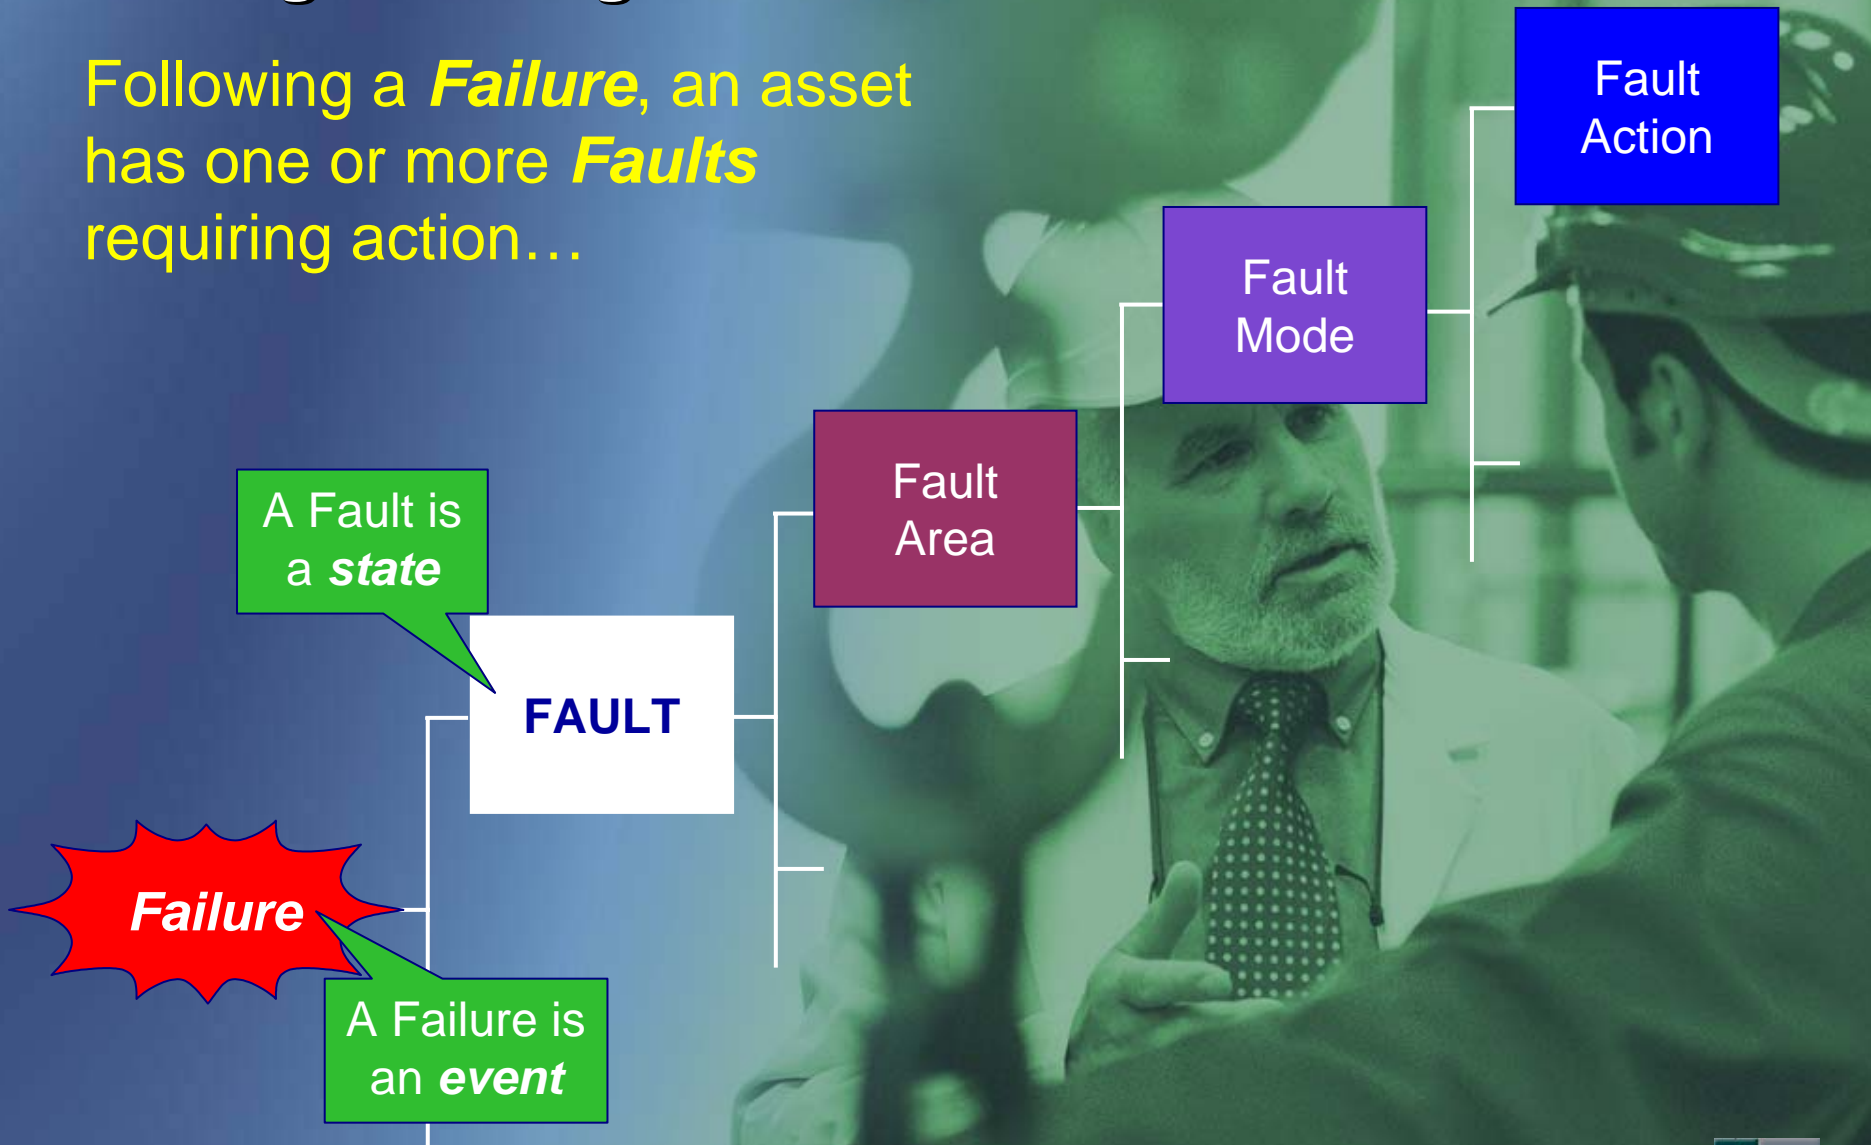 Following a Failure, an asset
has one or more Faults
requiring action…
Fault
Action
Fault
Mode
Fault
Area
A Fault is
a state
FAULT
Failure
A Failure is
an event